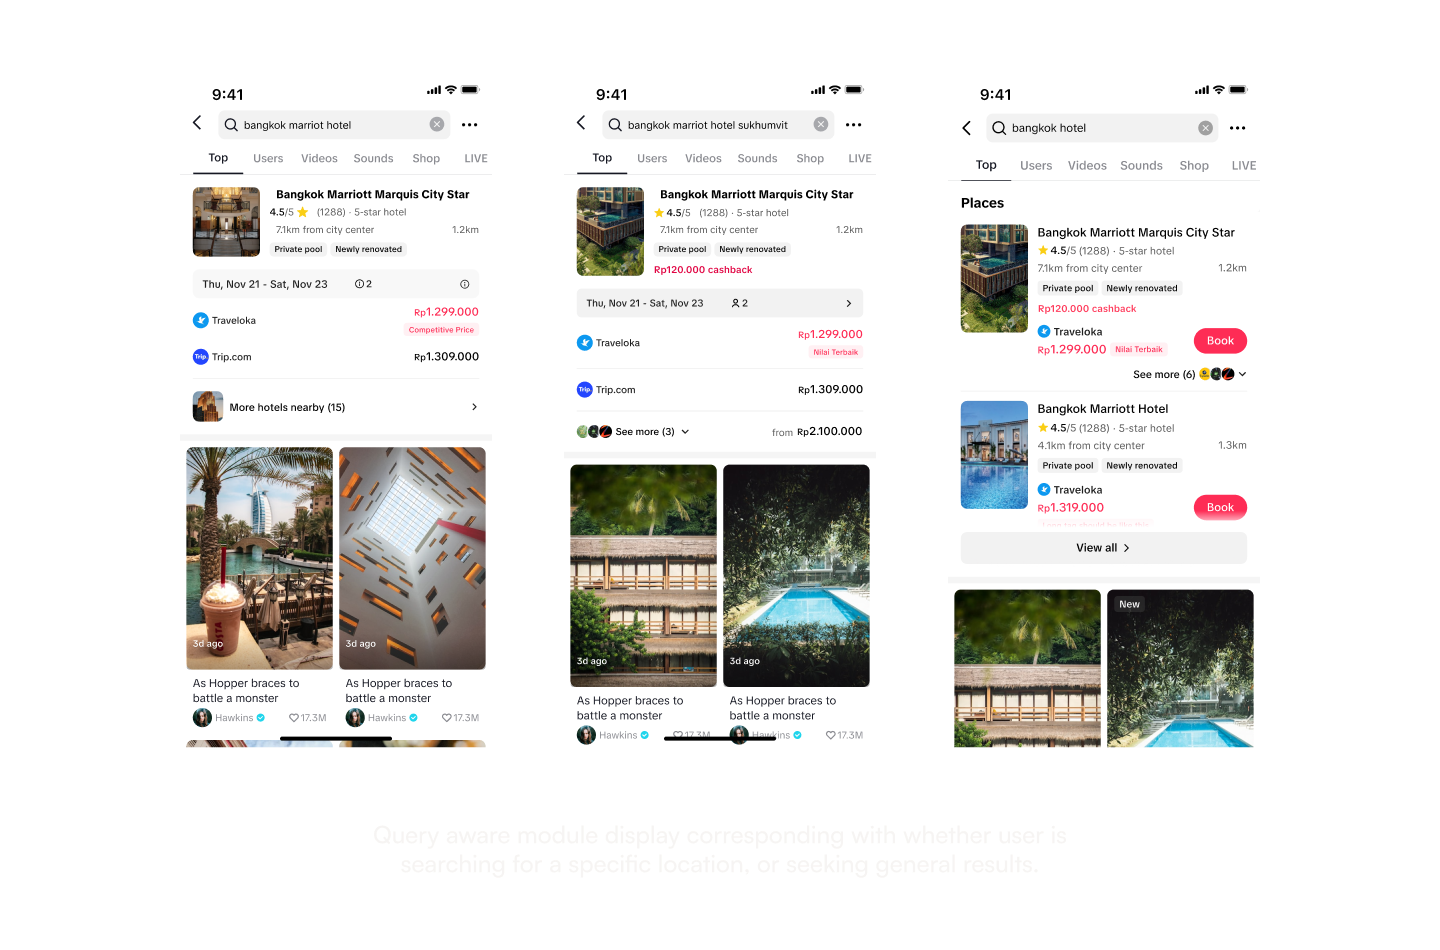 9:41
bangkok marriot hotel
Top Users Videos Sounds Shop LIVE
Bangkok Marriott Marquis City Star
4.5/5 (1288) · 5-star hotel
7.1km from city center 1.2km
Private pool Newly renovated
Thu, Nov 21 - Sat, Nov 23 2
Traveloka Rp1.299.000
Competitive Price
Trip. Trip.com Rp1.309.000
More hotels nearby (15)
3d ago 3d ago
As Hopper braces to As Hopper braces to
battle a monster battle a monster
Hawkins 17.3M Hawkins 17.3M
9:41
bangkok marriot hotel sukhumvit
Top Users Videos Sounds Shop LIVE
Bangkok Marriott Marquis City Star
4.5/5 (1288) · 5-star hotel
7.1km from city center 1.2km
Private pool Newly renovated
Rp120.000 cashback
Thu, Nov 21 - Sat, Nov 23 2
Traveloka Rp1.299.000
Nilai Terbaik
Trip. Trip.com Rp1.309.000
See more (3) from Rp2.100.000
3d ago 3d ago
As Hopper braces to As Hopper braces to
battle a monster battle a monster
Hawkins 17.3M Hawkins 17.3M
9:41
bangkok hotel
Top Users Videos Sounds Shop LIVE
Places
Bangkok Marriott Marquis City Star
4.5/5 (1288) · 5-star hotel
7.1km from city center 1.2km
Private pool Newly renovated
Rp120.000 cashback
Traveloka
Rp1.299.000 Nilai Terbaik Book
See more (6)
Bangkok Marriott Hotel
4.5/5 (1288) · 5-star hotel
4.1km from city center 1.3km
Private pool Newly renovated
Traveloka
Rp1.319.000 Book
Long tag should be like this
View all
New
Query aware module display corresponding with whether user is
searching for a specific location, or seeking general results.